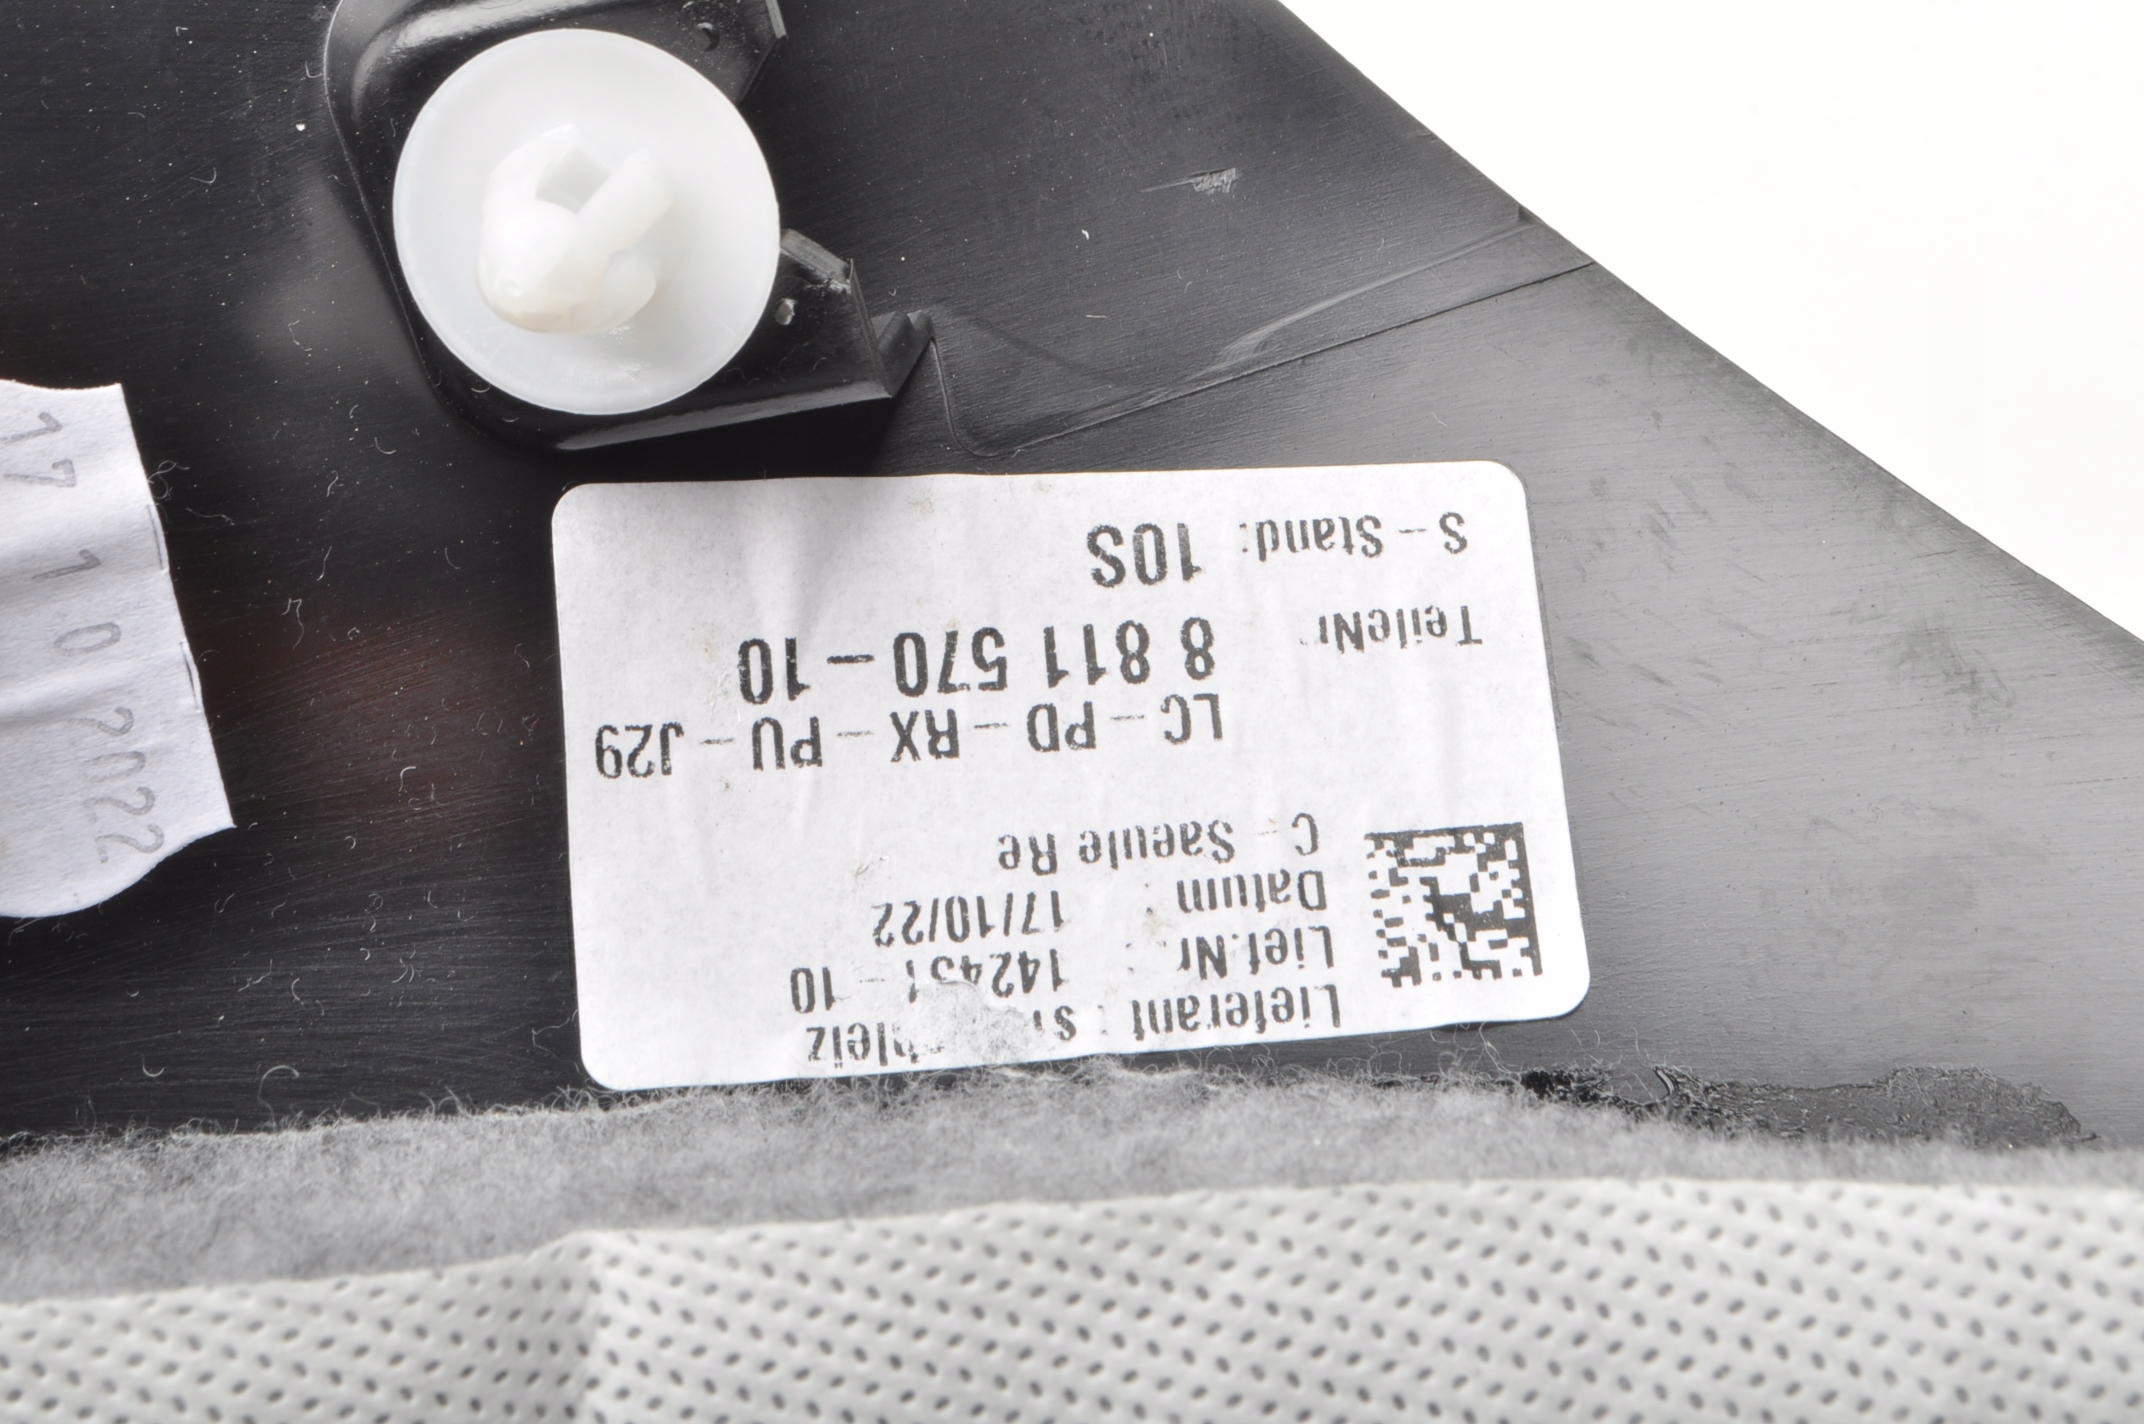 S-Stand: 10S
TeileNr 8 811 570-10
LC-PD-RX-PU-J29
C-Saeule Re
Datum : 17/10/22
Lief.Nr. : -10
Lieferant :
17 10 2022